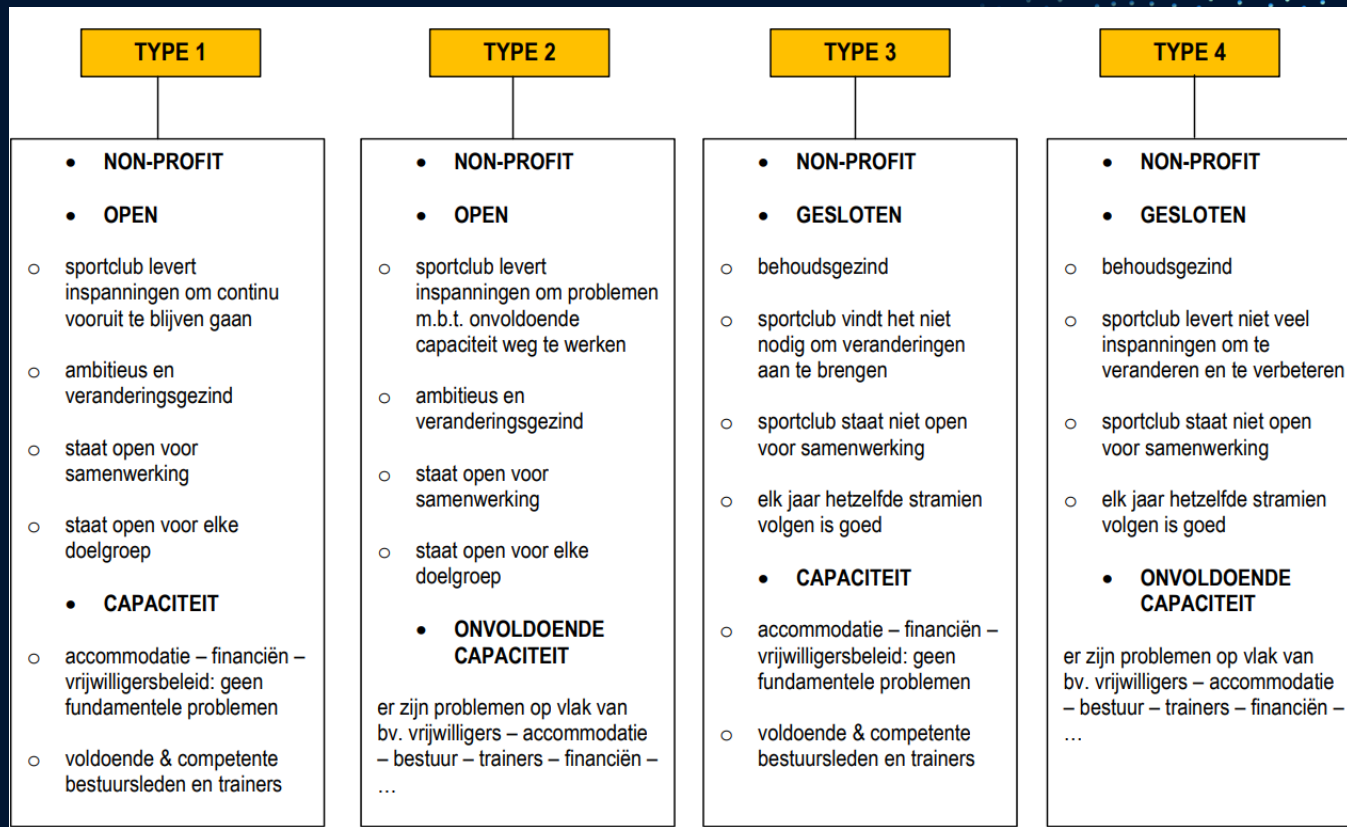 TYPE 1
• NON-PROFIT
• OPEN
o sportclub levert
inspanningen om continu
vooruit te blijven gaan
o ambitieus en
veranderingsgezind
o staat open voor
samenwerking
o staat open voor elke
doelgroep
• CAPACITEIT
o accommodatie – financiën –
vrijwilligersbeleid: geen
fundamentele problemen
o voldoende & competente
bestuursleden en trainers
TYPE 2
• NON-PROFIT
• OPEN
o sportclub levert
inspanningen om problemen
m.b.t. onvoldoende
capaciteit weg te werken
o ambitieus en
veranderingsgezind
o staat open voor
samenwerking
o staat open voor elke
doelgroep
• ONVOLDOENDE
CAPACITEIT
er zijn problemen op vlak van
bv. vrijwilligers – accommodatie
– bestuur – trainers – financiën –
…
TYPE 3
• NON-PROFIT
• GESLOTEN
o behoudsgezind
o sportclub vindt het niet
nodig om veranderingen
aan te brengen
o sportclub staat niet open
voor samenwerking
o elk jaar hetzelfde stramien
volgen is goed
• CAPACITEIT
o accommodatie – financiën –
vrijwilligersbeleid: geen
fundamentele problemen
o voldoende & competente
bestuursleden en trainers
TYPE 4
• NON-PROFIT
• GESLOTEN
o behoudsgezind
o sportclub levert niet veel
inspanningen om te
veranderen en te verbeteren
o sportclub staat niet open
voor samenwerking
o elk jaar hetzelfde stramien
volgen is goed
• ONVOLDOENDE
CAPACITEIT
er zijn problemen op vlak van
bv. vrijwilligers – accommodatie
– bestuur – trainers – financiën –
…